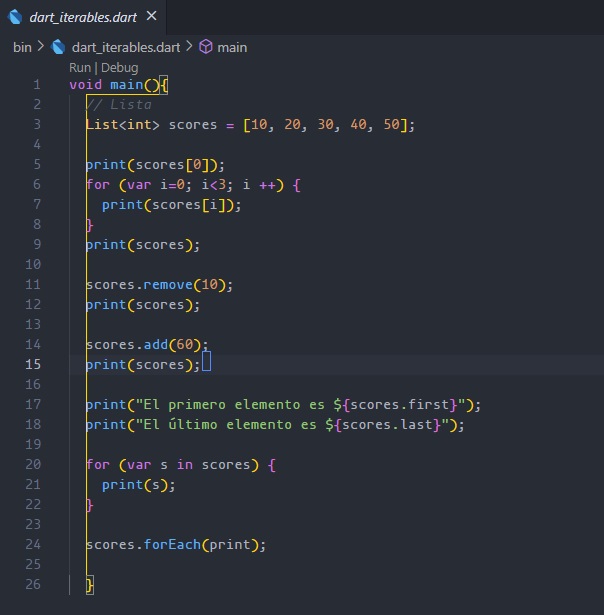 dart_iterables.dart ×
bin > dart_iterables.dart > main
Run | Debug
1 void main(){
2 // Lista
3 List<int> scores = [10, 20, 30, 40, 50];
4
5 print(scores[0]);
6 for (var i=0; i<3; i ++) {
7 print(scores[i]);
8 }
9 print(scores);
10
11 scores.remove(10);
12 print(scores);
13
14 scores.add(60);
15 print(scores);
16
17 print("El primero elemento es ${scores.first}");
18 print("El último elemento es ${scores.last}");
19
20 for (var s in scores) {
21 print(s);
22 }
23
24 scores.forEach(print);
25
26 }